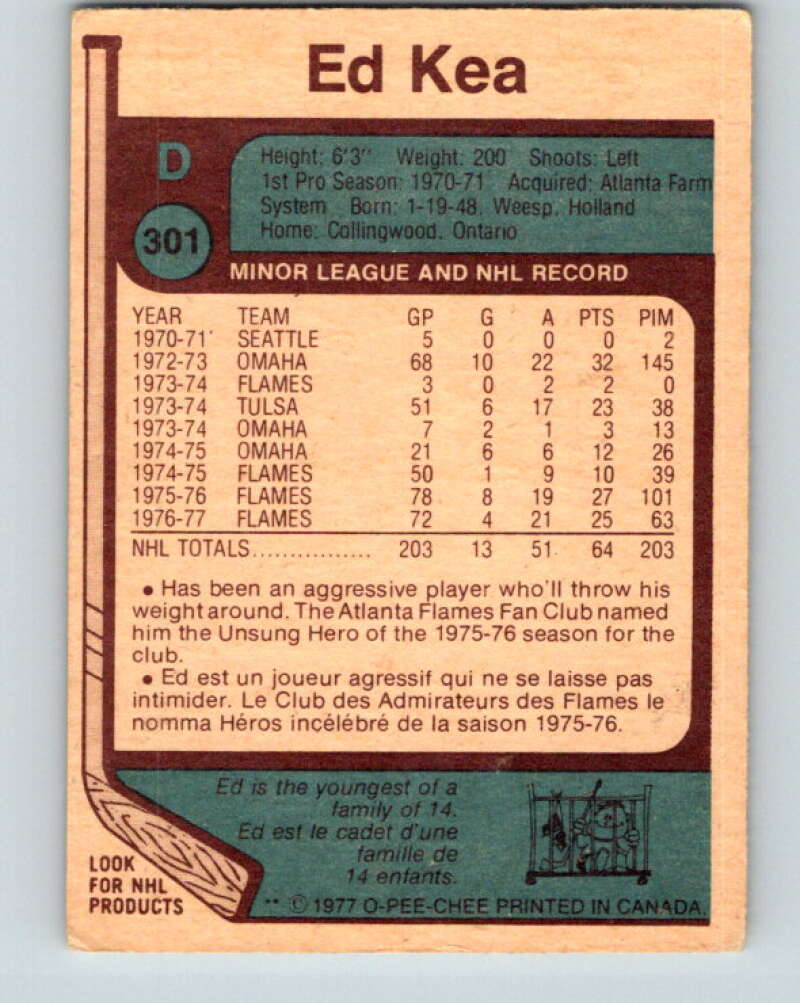 Ed Kea
D
301
Height: 6'3" Weight: 200 Shoots: Left
1st Pro Season: 1970-71 Acquired: Atlanta Farm
System Born: 1-19-48, Weesp, Holland
Home: Collingwood, Ontario
MINOR LEAGUE AND NHL RECORD
YEAR TEAM GP G A PTS PIM
1970-71 SEATTLE 5 0 0 0 2
1972-73 OMAHA 68 10 22 32 145
1973-74 FLAMES 3 0 2 2 0
1973-74 TULSA 51 6 17 23 38
1973-74 OMAHA 7 2 1 3 13
1974-75 OMAHA 21 6 6 12 26
1974-75 FLAMES 50 1 9 10 39
1975-76 FLAMES 78 8 19 27 101
1976-77 FLAMES 72 4 21 25 63
NHL TOTALS................ 203 13 51 64 203
• Has been an aggressive player who'll throw his
weight around. The Atlanta Flames Fan Club named
him the Unsung Hero of the 1975-76 season for the
club.
• Ed est un joueur agressif qui ne se laisse pas
intimider. Le Club des Admirateurs des Flames le
nomma Héros incélébré de la saison 1975-76.
Ed is the youngest of a
family of 14.
Ed est le cadet d'une
famille de
14 enfants.
LOOK
FOR NHL
PRODUCTS
** © 1977 O-PEE-CHEE PRINTED IN CANADA.